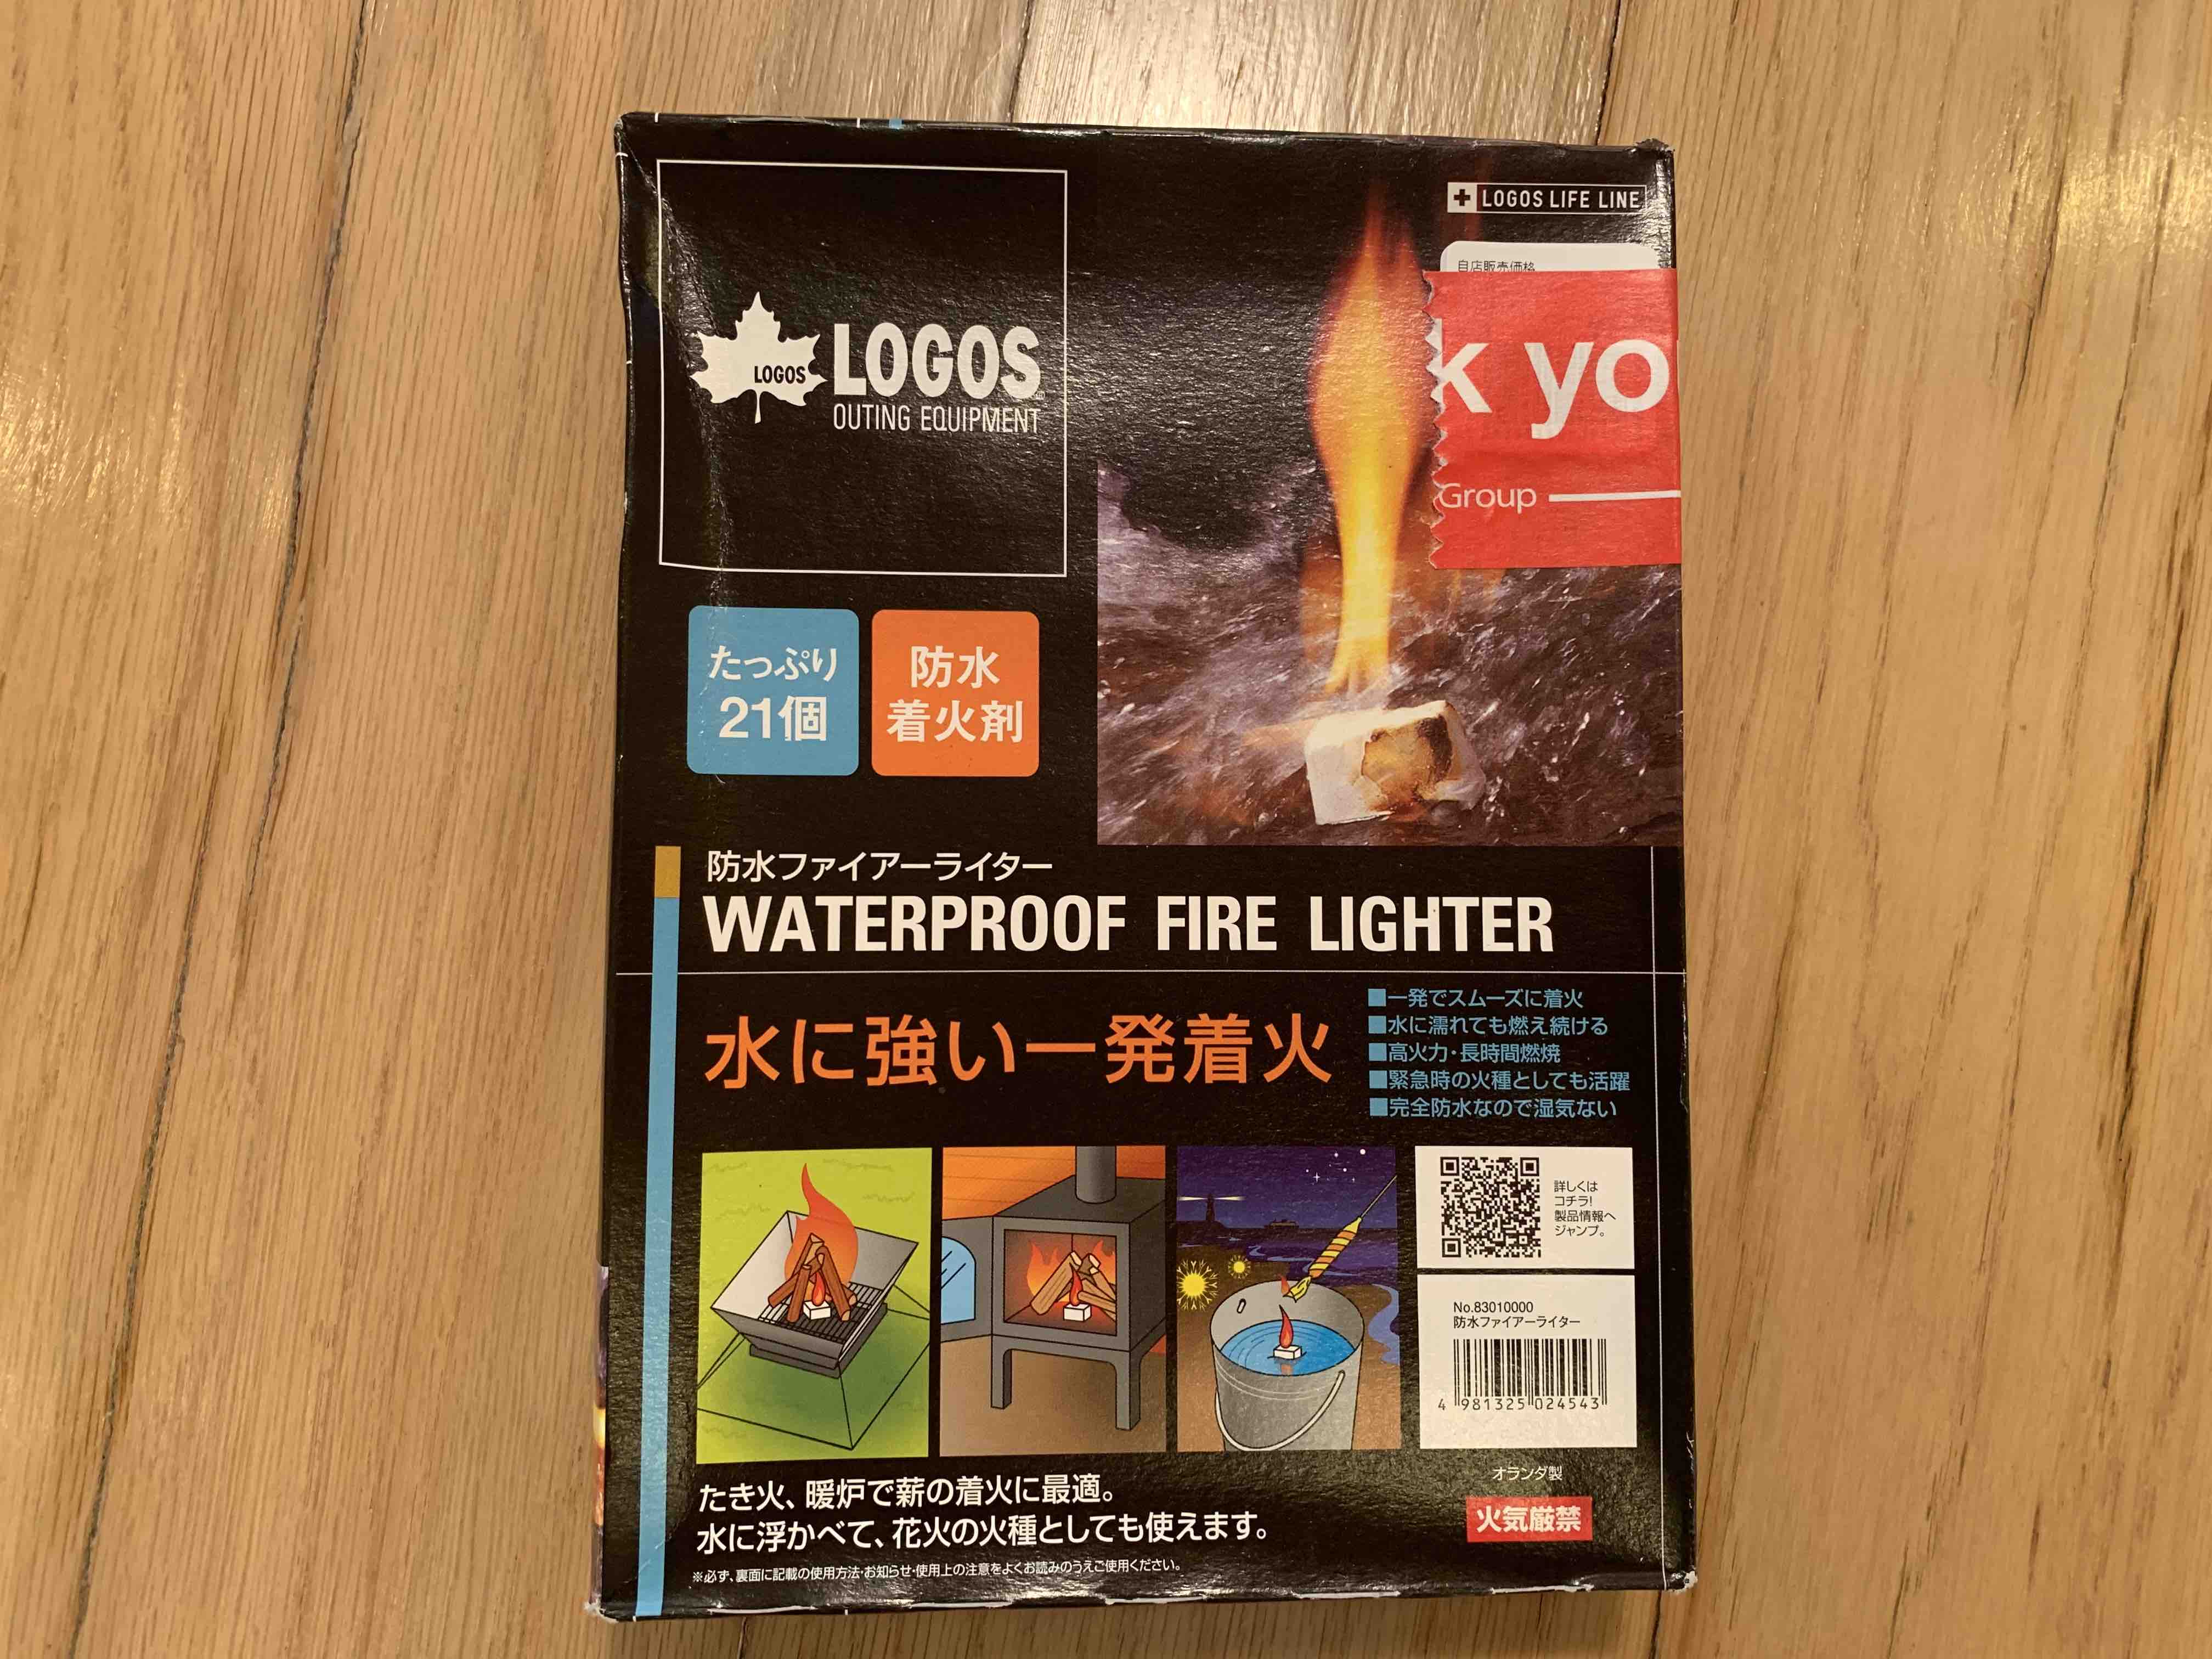 LOGOS LIFE LINE
自店販売価格
k yo
Group
LOGOS
LOGOS
OUTING EQUIPMENT
たっぷり
21個
防水
着火剤
防水ファイアーライター
WATERPROOF FIRE LIGHTER
水に強い一発着火
■一発でスムーズに着火
■水に濡れても燃え続ける
■高火力・長時間燃焼
■緊急時の火種としても活躍
■完全防水なので湿気ない
詳しくは
コチラ!
製品情報へ
ジャンプ。
No.83010000
防水ファイアーライター
4 981325 024543
オランダ製
火気厳禁
たき火、暖炉で薪の着火に最適。
水に浮かべて、花火の火種としても使えます。
※必ず、裏面に記載の使用方法・お知らせ・使用上の注意をよくお読みのうえご使用ください。